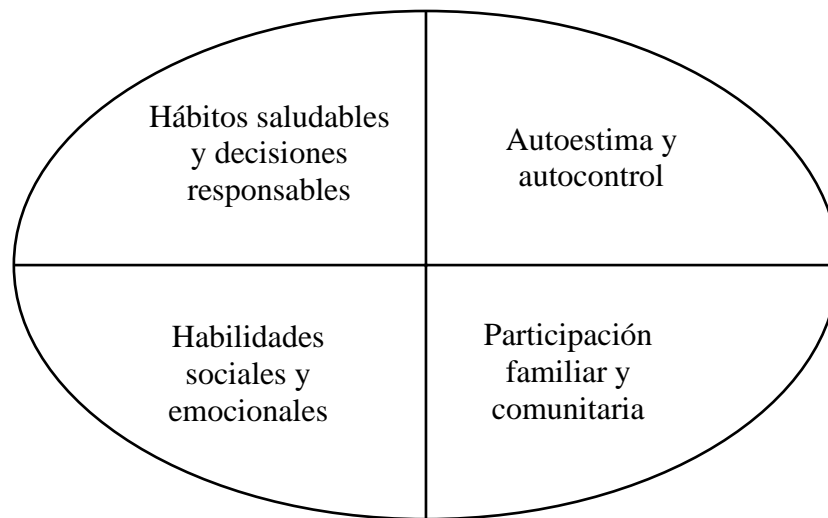 Hábitos saludables
y decisiones
responsables
Autoestima y
autocontrol
Habilidades
sociales y
emocionales
Participación
familiar y
comunitaria